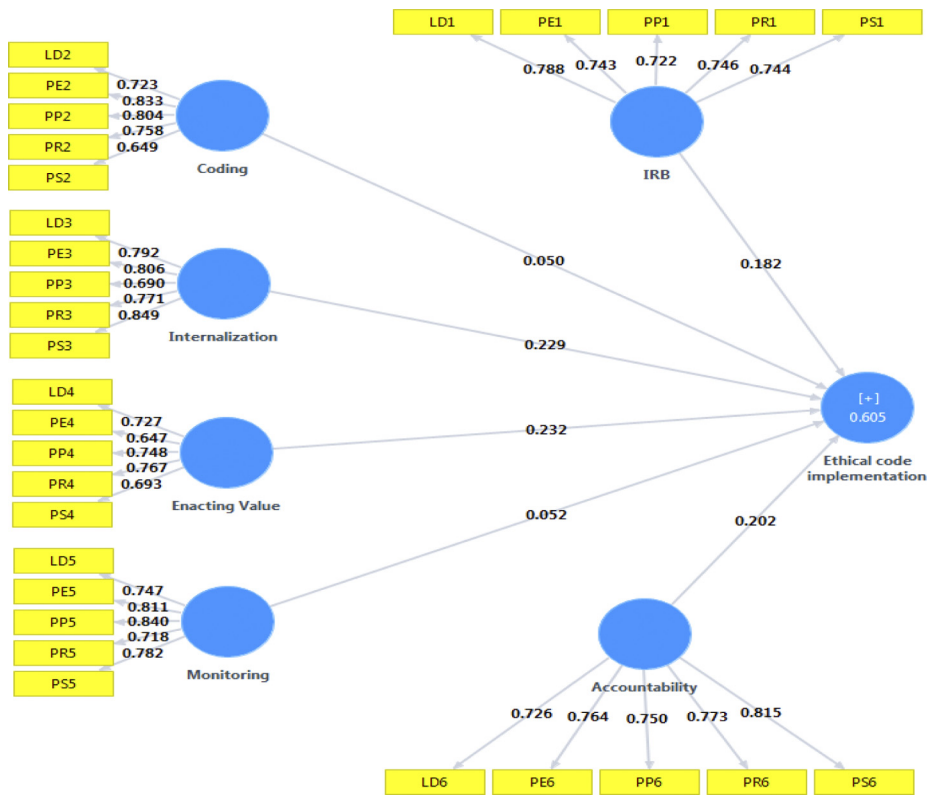 LD1 PE1 PP1 PR1 PS1
0.788 0.743 0.722 0.746 0.744
IRB
LD2
PE2
PP2
PR2
PS2
0.723
0.833
0.804
0.758
0.649
Coding
LD3
PE3
PP3
PR3
PS3
0.792
0.806
0.690
0.771
0.849
Internalization
LD4
PE4
PP4
PR4
PS4
0.727
0.647
0.748
0.767
0.693
Enacting Value
LD5
PE5
PP5
PR5
PS5
0.747
0.811
0.840
0.718
0.782
Monitoring
0.050
0.182
0.229
0.232
0.052
0.202
[+]
0.605
Ethical code
implementation
Accountability
0.726 0.764 0.750 0.773 0.815
LD6 PE6 PP6 PR6 PS6